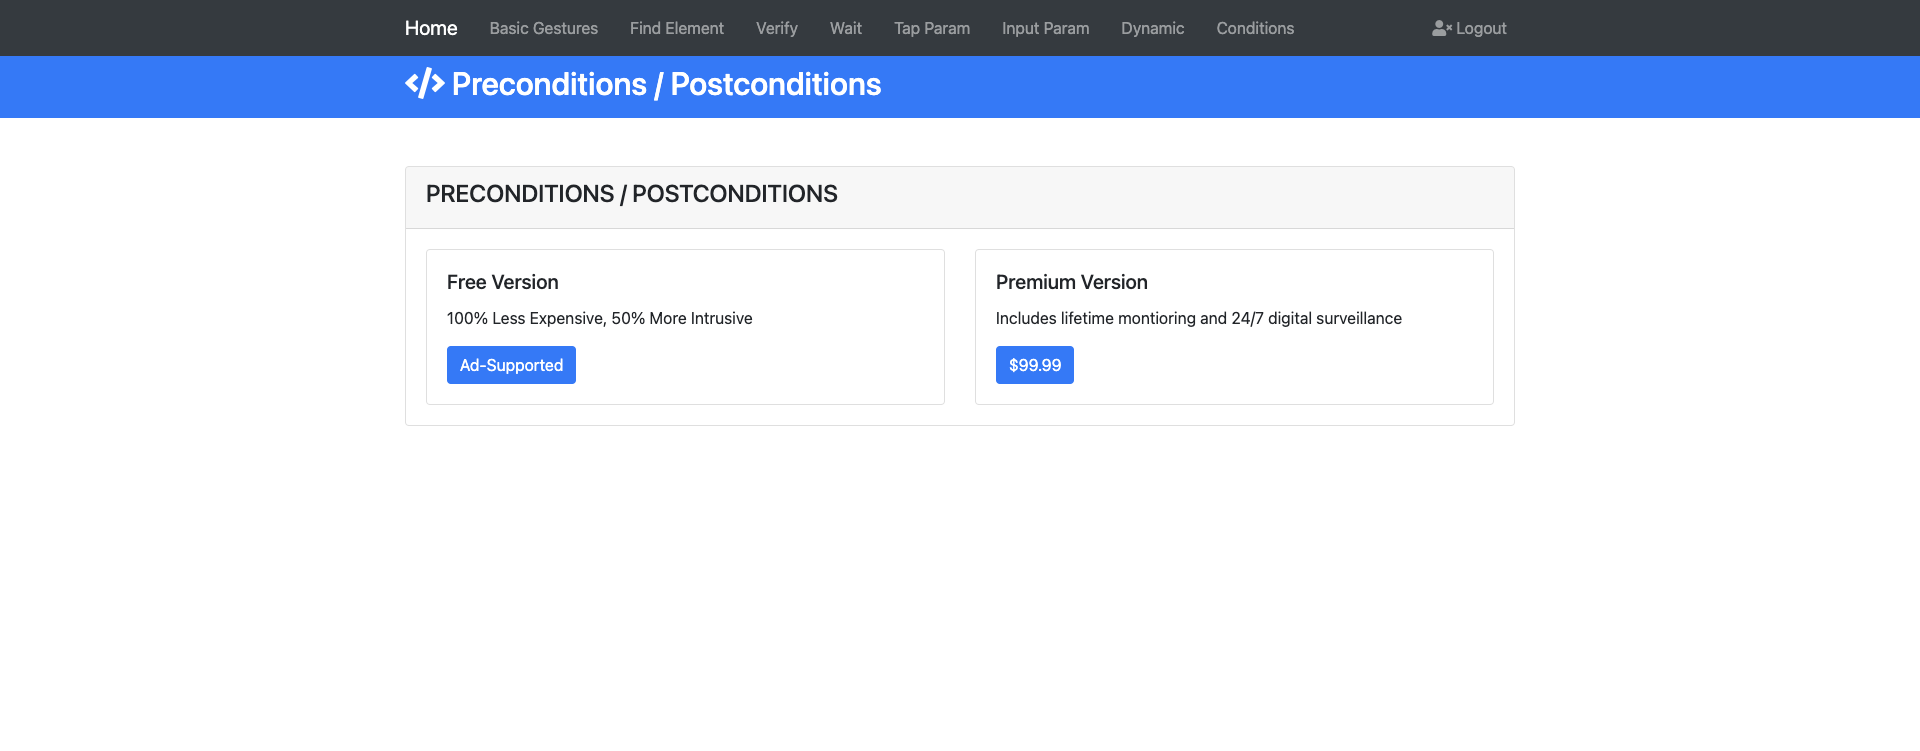 Home Basic Gestures Find Element Verify Wait Tap Param Input Param Dynamic Conditions Logout
Preconditions / Postconditions
PRECONDITIONS / POSTCONDITIONS
Free Version
100% Less Expensive, 50% More Intrusive
Ad-Supported
Premium Version
Includes lifetime montioring and 24/7 digital surveillance
$99.99